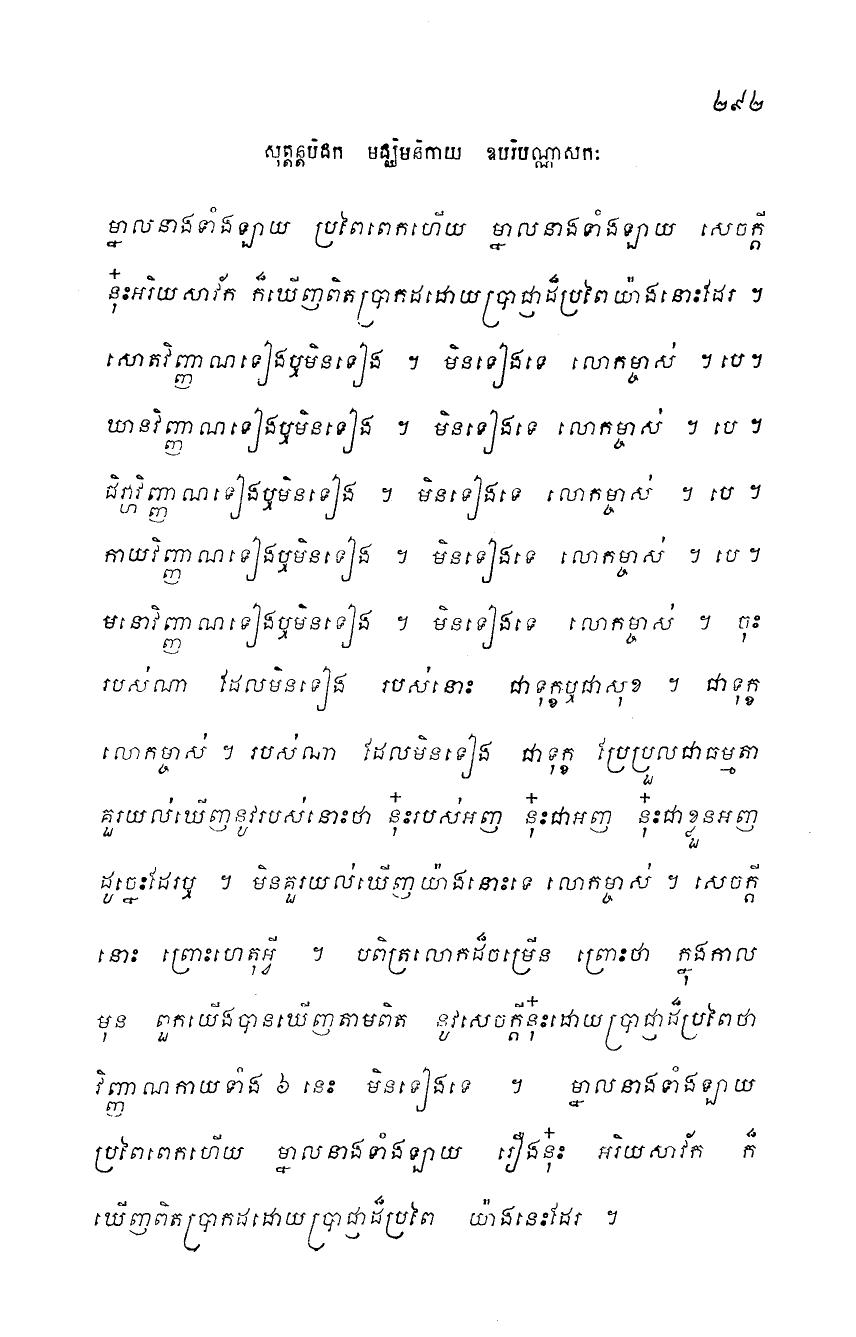 ២៩២
សុត្តន្តបិដក មជ្ឈិមនិកាយ ឧបរិបណ្ណាសកៈ
ម្នាលនាងទាំងឡាយ ប្រពៃពេកហើយ ម្នាលនាងទាំងឡាយ សេចក្តី
នុ៎ះអរិយសាវ័ក ក៏ឃើញពិតប្រាកដដោយប្រាជ្ញាដ៏ប្រពៃយ៉ាងនោះដែរ ។
សោតវិញ្ញាណទៀងឬមិនទៀង ។ មិនទៀងទេ លោកម្ចាស់ ។ បេ ។
ឃានវិញ្ញាណទៀងឬមិនទៀង ។ មិនទៀងទេ លោកម្ចាស់ ។ បេ ។
ជិវ្ហាវិញ្ញាណទៀងឬមិនទៀង ។ មិនទៀងទេ លោកម្ចាស់ ។ បេ ។
កាយវិញ្ញាណទៀងឬមិនទៀង ។ មិនទៀងទេ លោកម្ចាស់ ។ បេ ។
មនោវិញ្ញាណទៀងឬមិនទៀង ។ មិនទៀងទេ លោកម្ចាស់ ។ ចុះ
របស់ណា ដែលមិនទៀង របស់នោះ ជាទុក្ខឬជាសុខ ។ ជាទុក្ខ
លោកម្ចាស់ ។ របស់ណា ដែលមិនទៀង ជាទុក្ខ ប្រែប្រួលជាធម្មតា
គួរយល់ឃើញនូវរបស់នោះថា នុ៎ះរបស់អញ នុ៎ះជាអញ នុ៎ះជាខ្លួនអញ
ដូច្នេះដែរឬ ។ មិនគួរយល់ឃើញយ៉ាងនោះទេ លោកម្ចាស់ ។ សេចក្តី
នោះ ព្រោះហេតុអ្វី ។ បពិត្រលោកដ៏ចម្រើន ព្រោះថា ក្នុងកាល
មុន ពួកយើងបានឃើញតាមពិត នូវសេចក្តីនុ៎ះដោយប្រាជ្ញាដ៏ប្រពៃថា
វិញ្ញាណកាយទាំង ៦ នេះ មិនទៀងទេ ។ ម្នាលនាងទាំងឡាយ
ប្រពៃពេកហើយ ម្នាលនាងទាំងឡាយ រឿងនុ៎ះ អរិយសាវ័ក ក៏
ឃើញពិតប្រាកដដោយប្រាជ្ញាដ៏ប្រពៃ យ៉ាងនេះដែរ ។